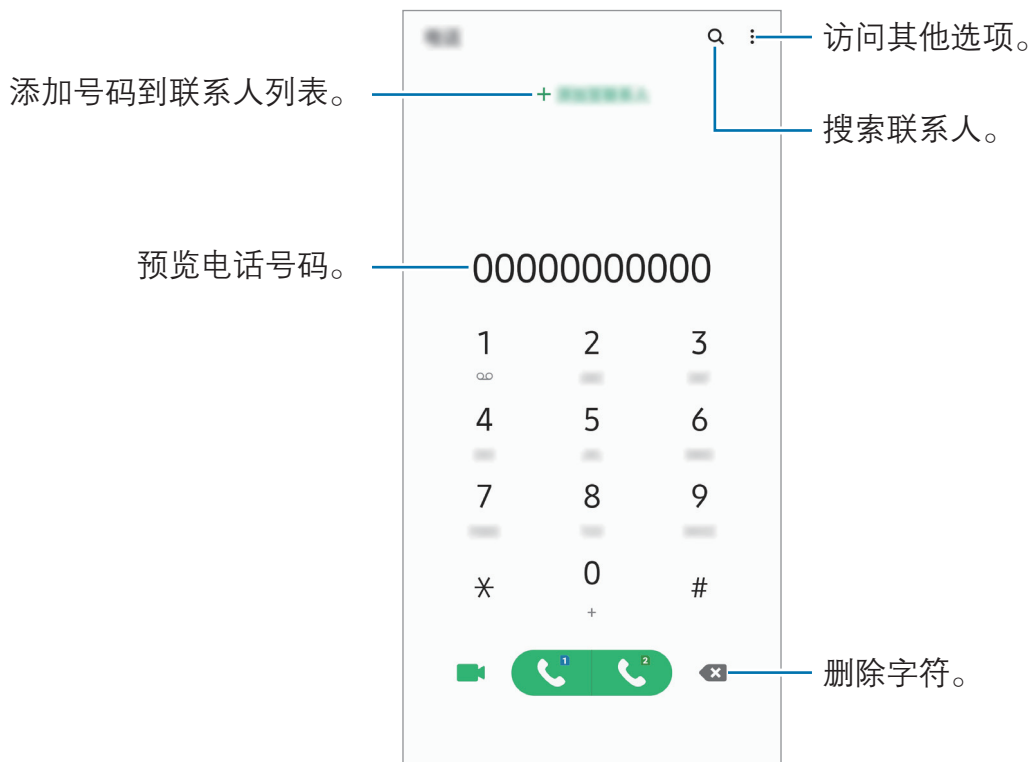 访问其他选项。
添加号码到联系人列表。
搜索联系人。
预览电话号码。
00000000000
1 2 3
4 5 6
7 8 9
* 0 #
+
1 2
删除字符。